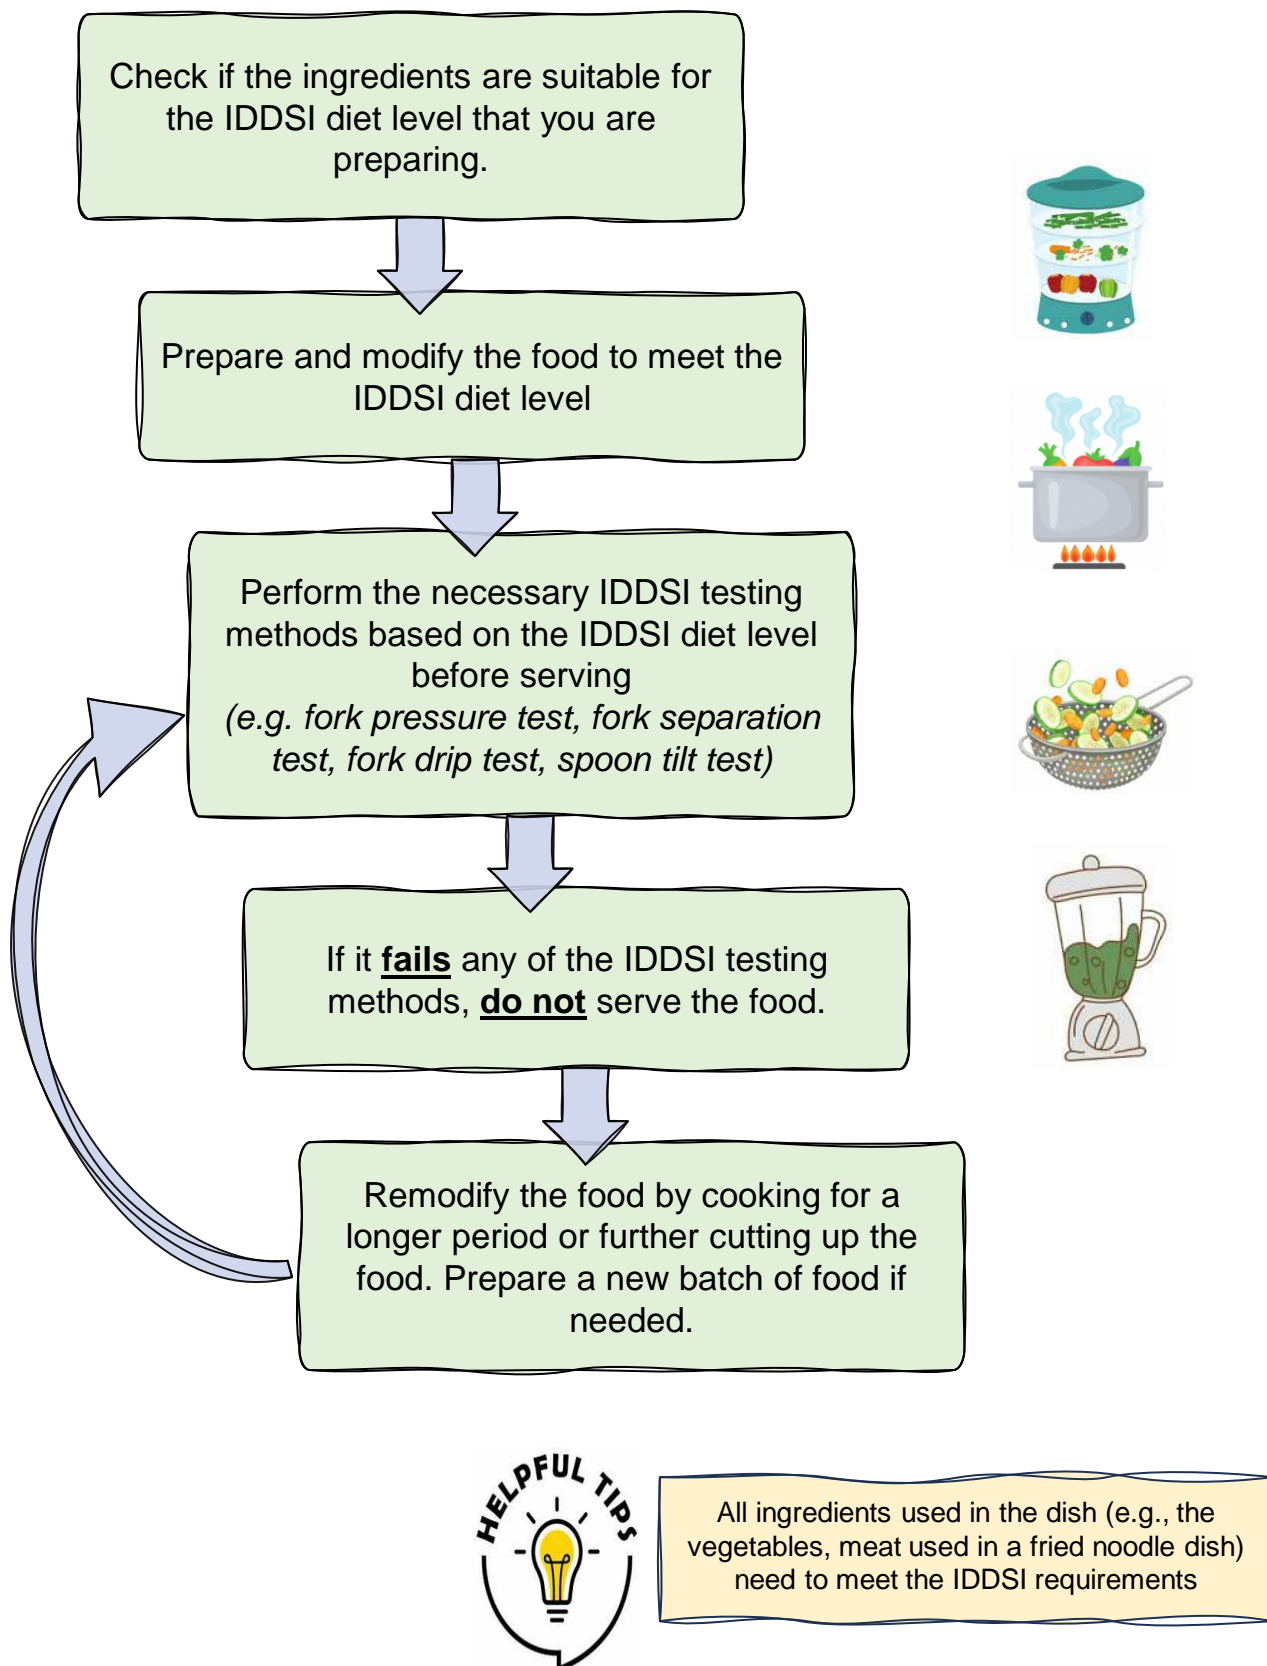 Check if the ingredients are suitable for
the IDDSI diet level that you are
preparing.
Prepare and modify the food to meet the
IDDSI diet level
Perform the necessary IDDSI testing
methods based on the IDDSI diet level
before serving
(e.g. fork pressure test, fork separation
test, fork drip test, spoon tilt test)
If it fails any of the IDDSI testing
methods, do not serve the food.
Remodify the food by cooking for a
longer period or further cutting up the
food. Prepare a new batch of food if
needed.
HELPFUL TIPS
All ingredients used in the dish (e.g., the
vegetables, meat used in a fried noodle dish)
need to meet the IDDSI requirements